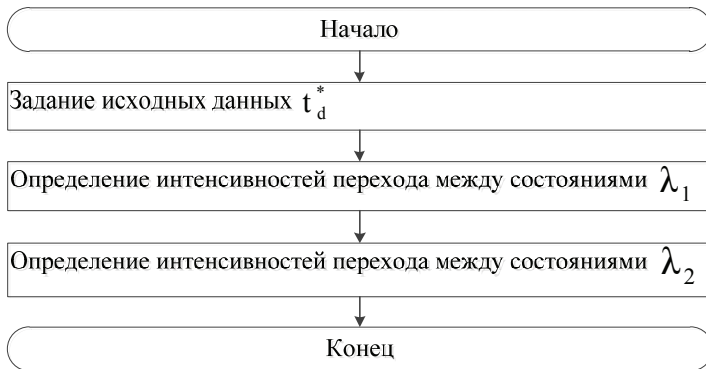 Начало
Задание исходных данных t*d
Определение интенсивностей перехода между состояниями λ1
Определение интенсивностей перехода между состояниями λ2
Конец